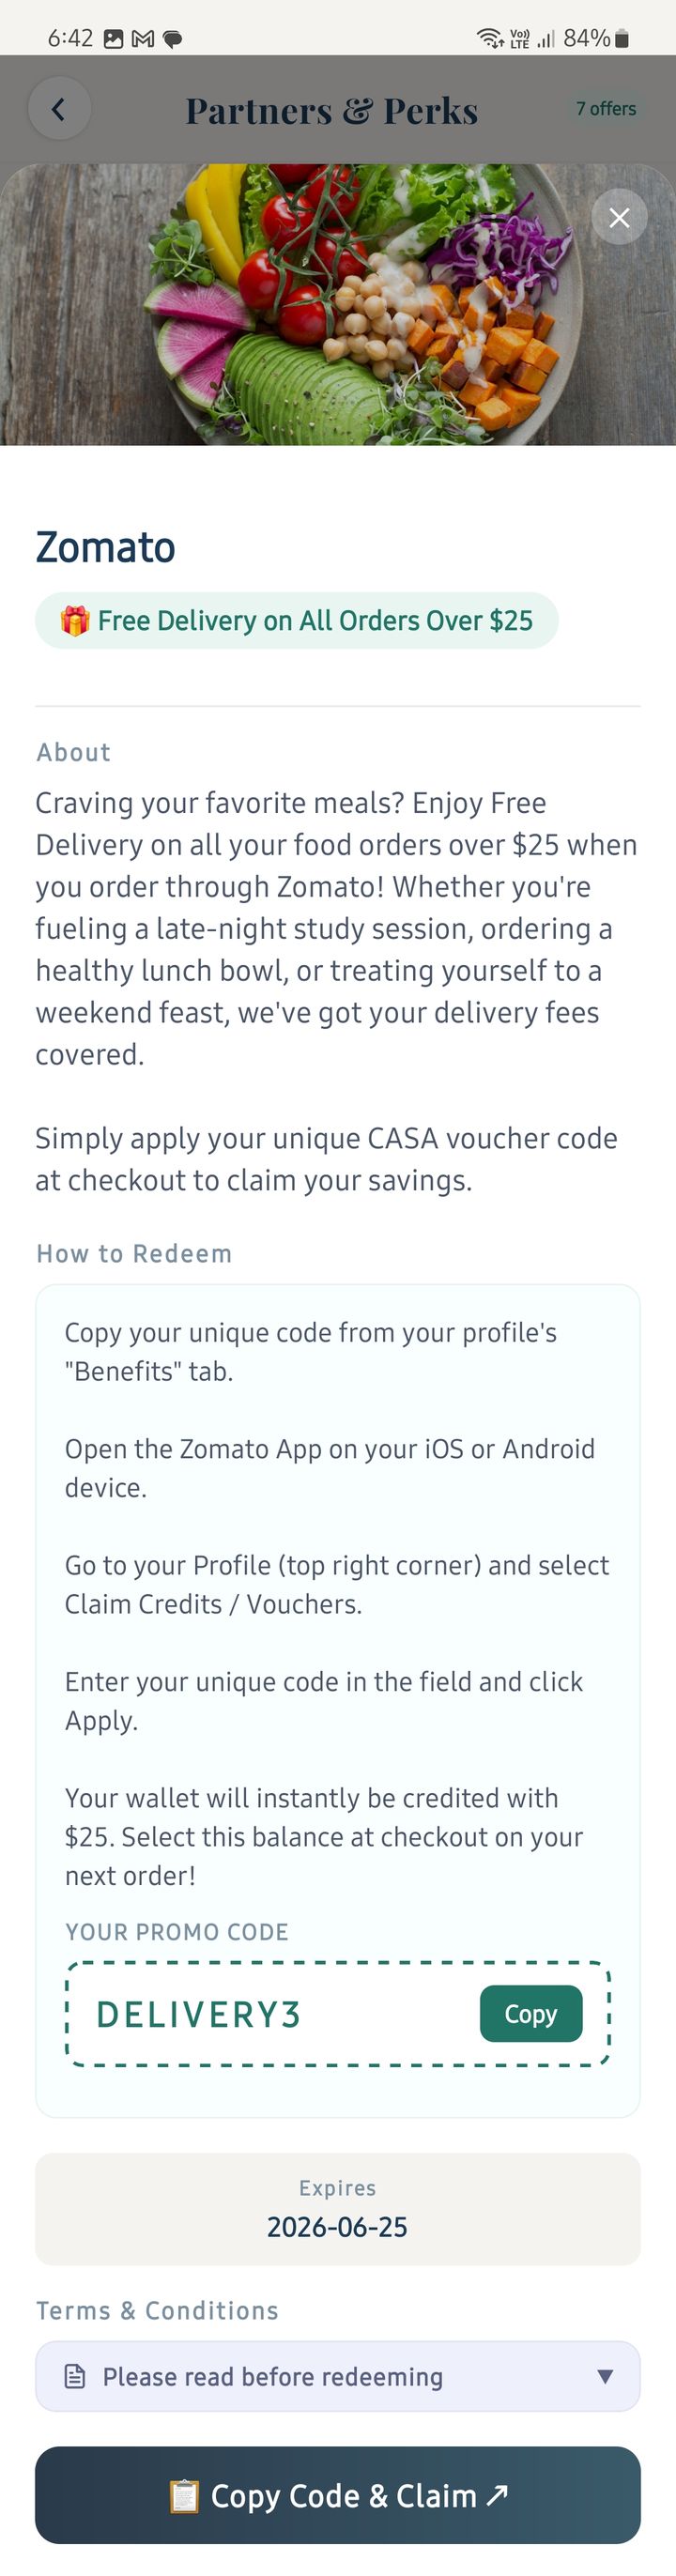 6:42
Vo)) LTE 84%
Partners & Perks
7 offers
Zomato
🎁 Free Delivery on All Orders Over $25
About
Craving your favorite meals? Enjoy Free
Delivery on all your food orders over $25 when
you order through Zomato! Whether you're
fueling a late-night study session, ordering a
healthy lunch bowl, or treating yourself to a
weekend feast, we've got your delivery fees
covered.
Simply apply your unique CASA voucher code
at checkout to claim your savings.
How to Redeem
Copy your unique code from your profile's
"Benefits" tab.
Open the Zomato App on your iOS or Android
device.
Go to your Profile (top right corner) and select
Claim Credits / Vouchers.
Enter your unique code in the field and click
Apply.
Your wallet will instantly be credited with
$25. Select this balance at checkout on your
next order!
YOUR PROMO CODE
DELIVERY3
Copy
Expires
2026-06-25
Terms & Conditions
Please read before redeeming
📋 Copy Code & Claim ↗